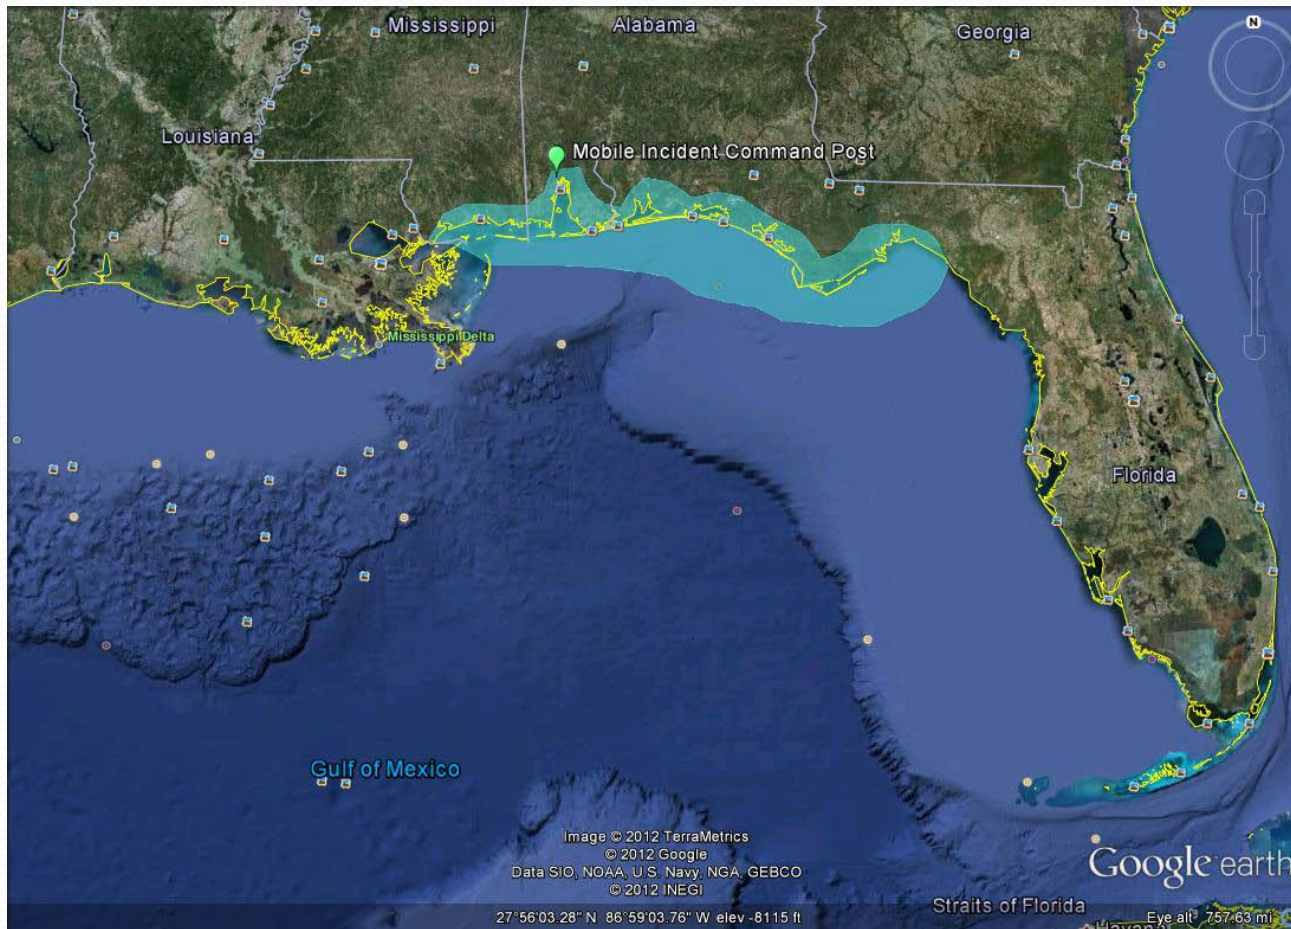 Mississippi
Alabama
Georgia
N
Louisiana
Mobile Incident Command Post
Mississippi Delta
Florida
Gulf of Mexico
Image © 2012 TerraMetrics
© 2012 Google
Data SIO, NOAA, U.S. Navy, NGA, GEBCO
© 2012 INEGI
Google earth
27°56'03.28" N 86°59'03.76" W elev -8115 ft
Straits of Florida
Eye alt 757.63 mi
Havana